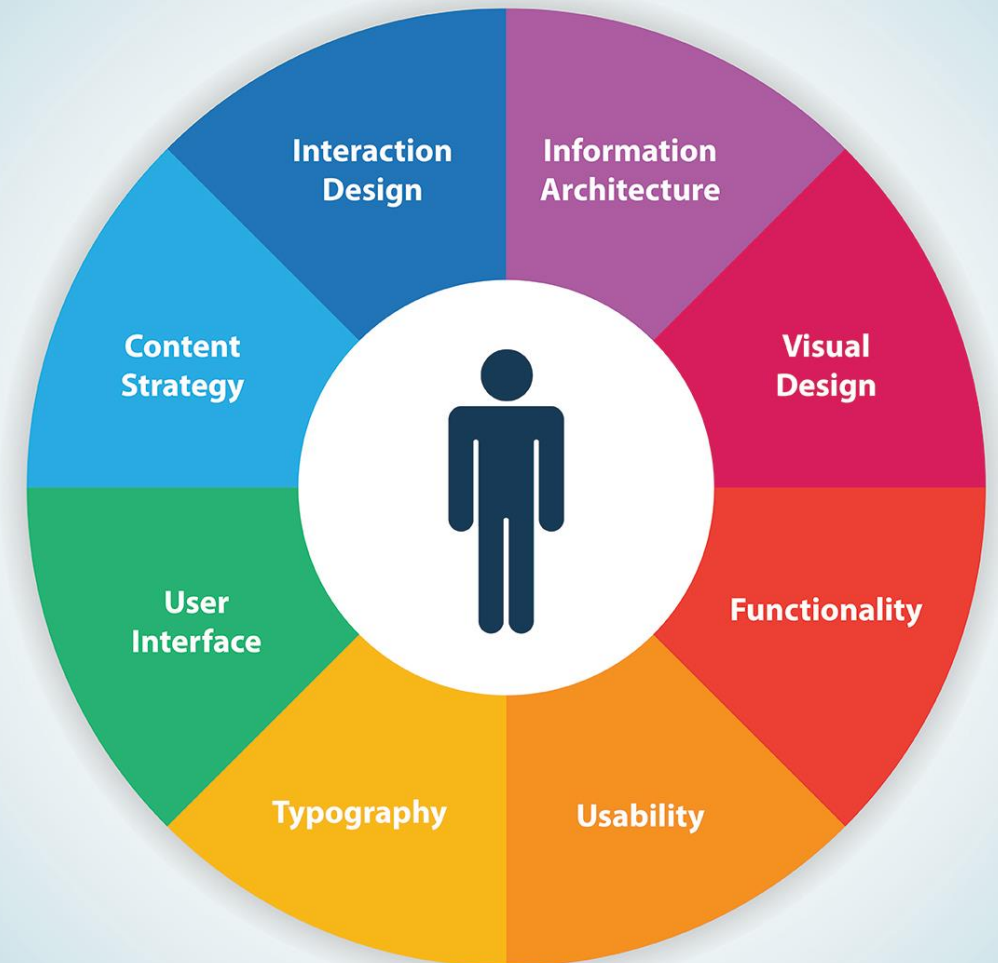 Interaction
Design
Information
Architecture
Visual
Design
Functionality
Usability
Typography
User
Interface
Content
Strategy